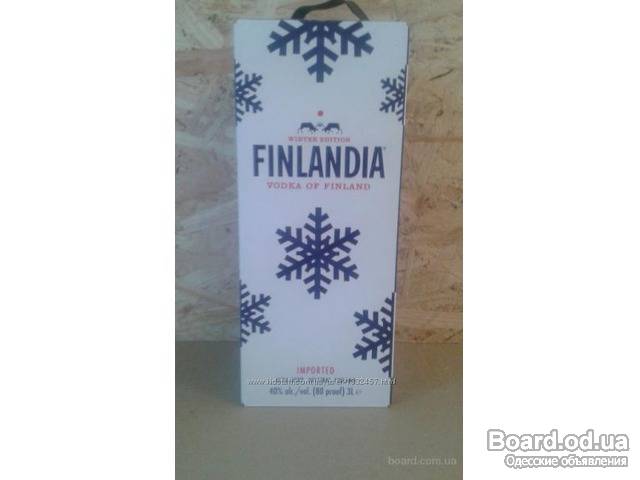 WINTER EDITION
FINLANDIA
VODKA OF FINLAND
IMPORTED
40% alc./vol. (80 proof) 3L e
board.com.ua
Board.od.ua
Одесские объявления